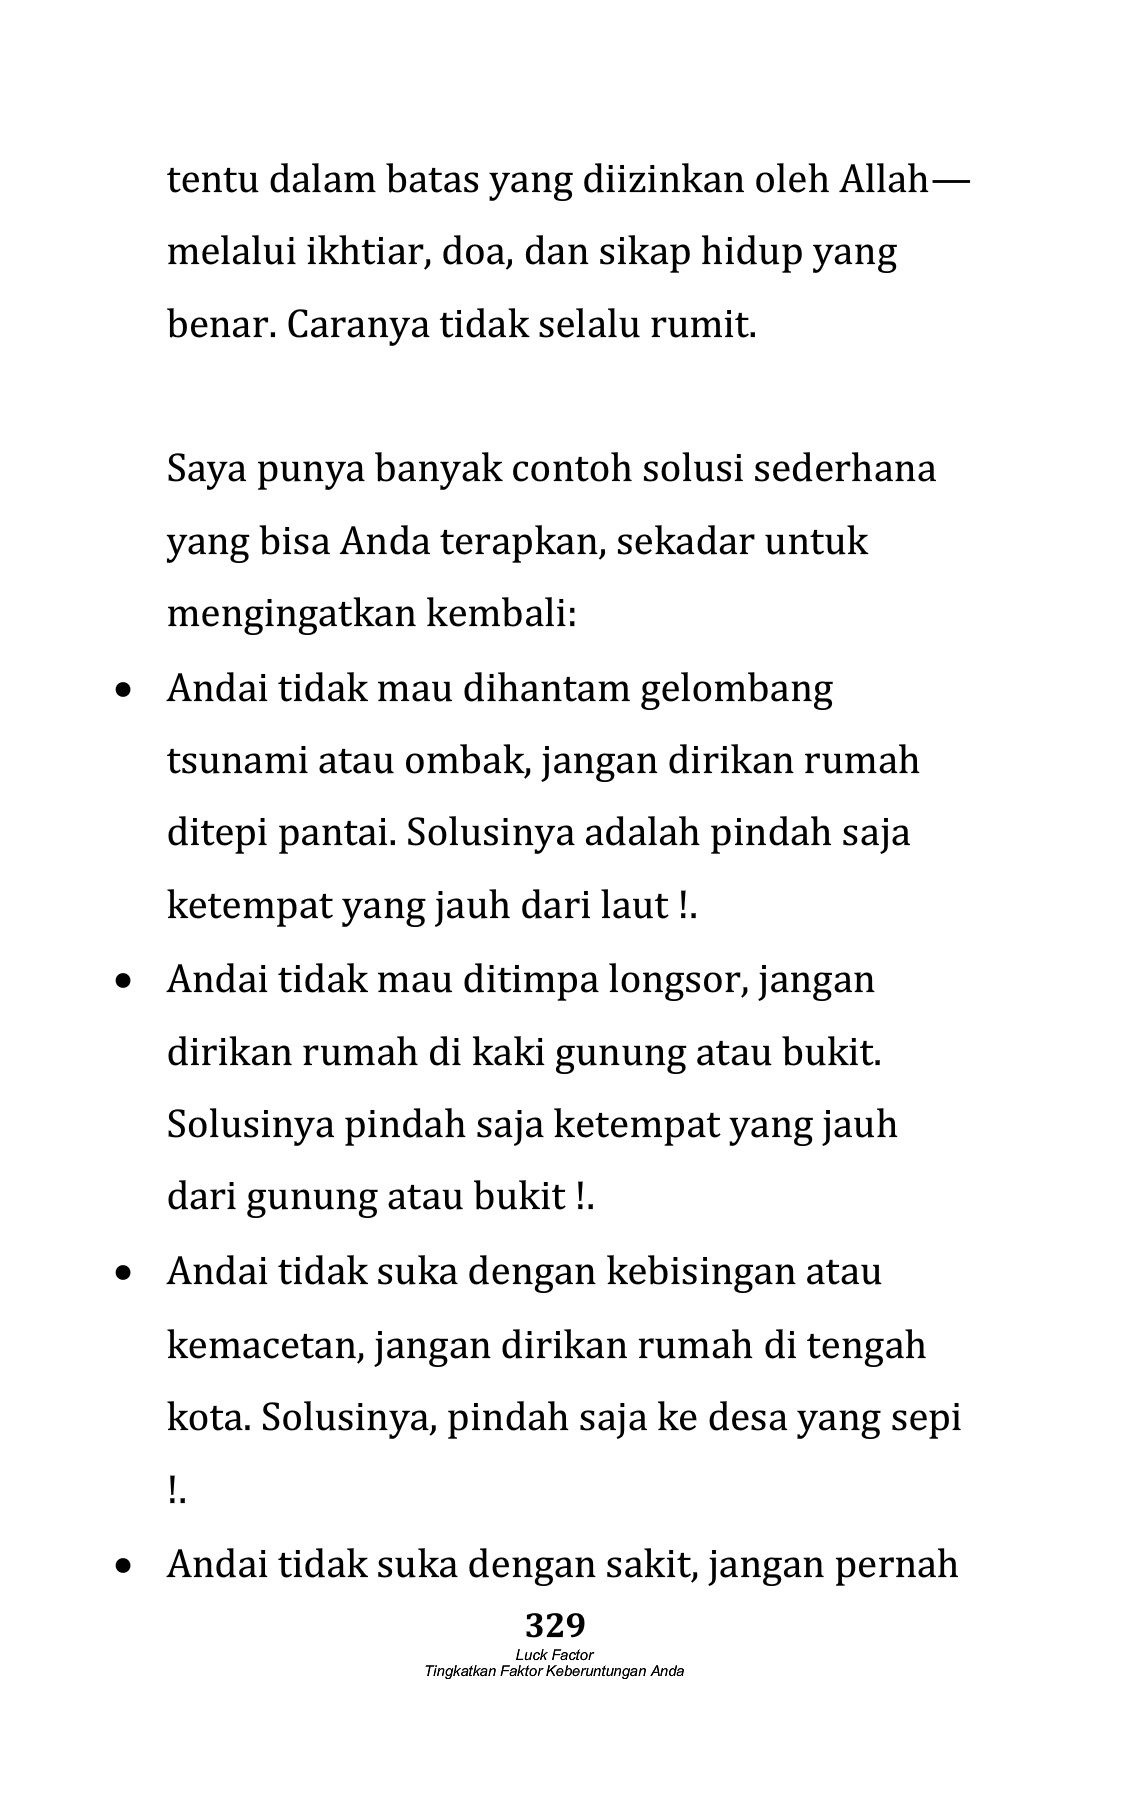 tentu dalam batas yang diizinkan oleh Allah—
melalui ikhtiar, doa, dan sikap hidup yang
benar. Caranya tidak selalu rumit.
Saya punya banyak contoh solusi sederhana
yang bisa Anda terapkan, sekadar untuk
mengingatkan kembali:
• Andai tidak mau dihantam gelombang
tsunami atau ombak, jangan dirikan rumah
ditepi pantai. Solusinya adalah pindah saja
ketempat yang jauh dari laut !.
• Andai tidak mau ditimpa longsor, jangan
dirikan rumah di kaki gunung atau bukit.
Solusinya pindah saja ketempat yang jauh
dari gunung atau bukit !.
• Andai tidak suka dengan kebisingan atau
kemacetan, jangan dirikan rumah di tengah
kota. Solusinya, pindah saja ke desa yang sepi
!.
• Andai tidak suka dengan sakit, jangan pernah
329
Luck Factor
Tingkatkan Faktor Keberuntungan Anda